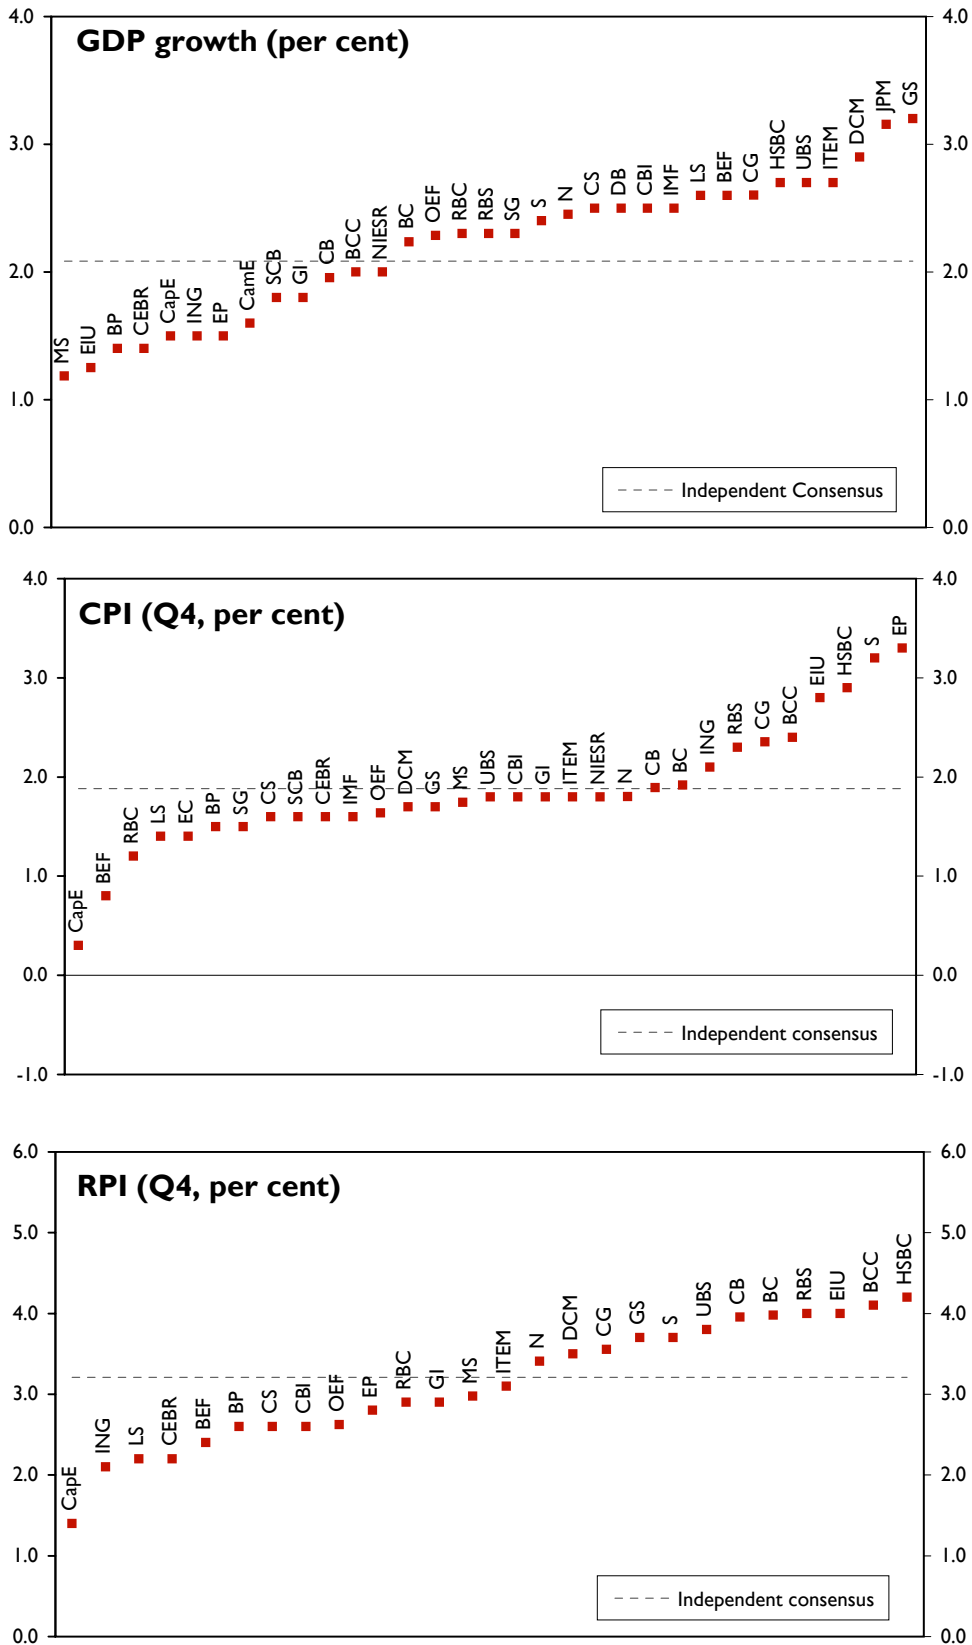 GDP growth (per cent)
4.0 4.0
3.0 3.0
2.0 2.0
1.0 1.0
0.0 0.0
MS EIU BP CEBR CapE ING EP CamE SCB GI CB BCC NIESR BC OEF RBC RBS SG S N CS DB CBI IMF LS BEF CG HSBC UBS ITEM DCM JPM GS
Independent Consensus
CPI (Q4, per cent)
4.0 4.0
3.0 3.0
2.0 2.0
1.0 1.0
0.0 0.0
-1.0 -1.0
CapE BEF RBC LS EC BP SG CS SCB CEBR IMF OEF DCM GS MS UBS CBI GI ITEM NIESR N CB BC ING RBS CG BCC EIU HSBC S EP
Independent consensus
RPI (Q4, per cent)
6.0 6.0
5.0 5.0
4.0 4.0
3.0 3.0
2.0 2.0
1.0 1.0
0.0 0.0
CapE ING LS CEBR BEF BP CS CBI OEF EP RBC GI MS ITEM N DCM CG GS S UBS CB BC RBS EIU BCC HSBC
Independent consensus